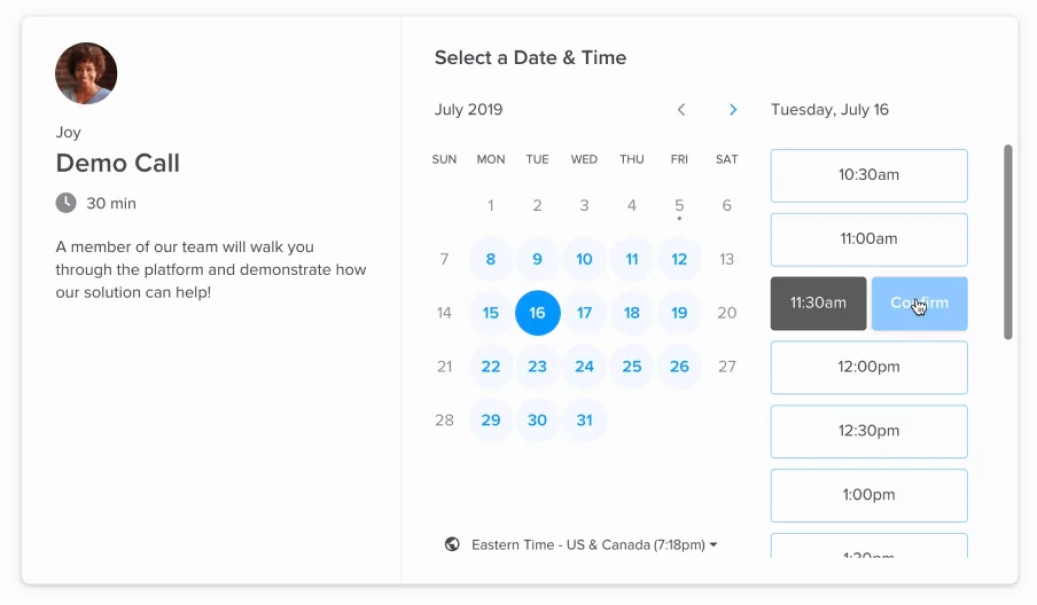 Joy
Demo Call
30 min
A member of our team will walk you
through the platform and demonstrate how
our solution can help!
Select a Date & Time
July 2019
SUN MON TUE WED THU FRI SAT
1 2 3 4 5 6
7 8 9 10 11 12 13
14 15 16 17 18 19 20
21 22 23 24 25 26 27
28 29 30 31
Eastern Time - US & Canada (7:18pm)
Tuesday, July 16
10:30am
11:00am
11:30am Confirm
12:00pm
12:30pm
1:00pm
1:30pm